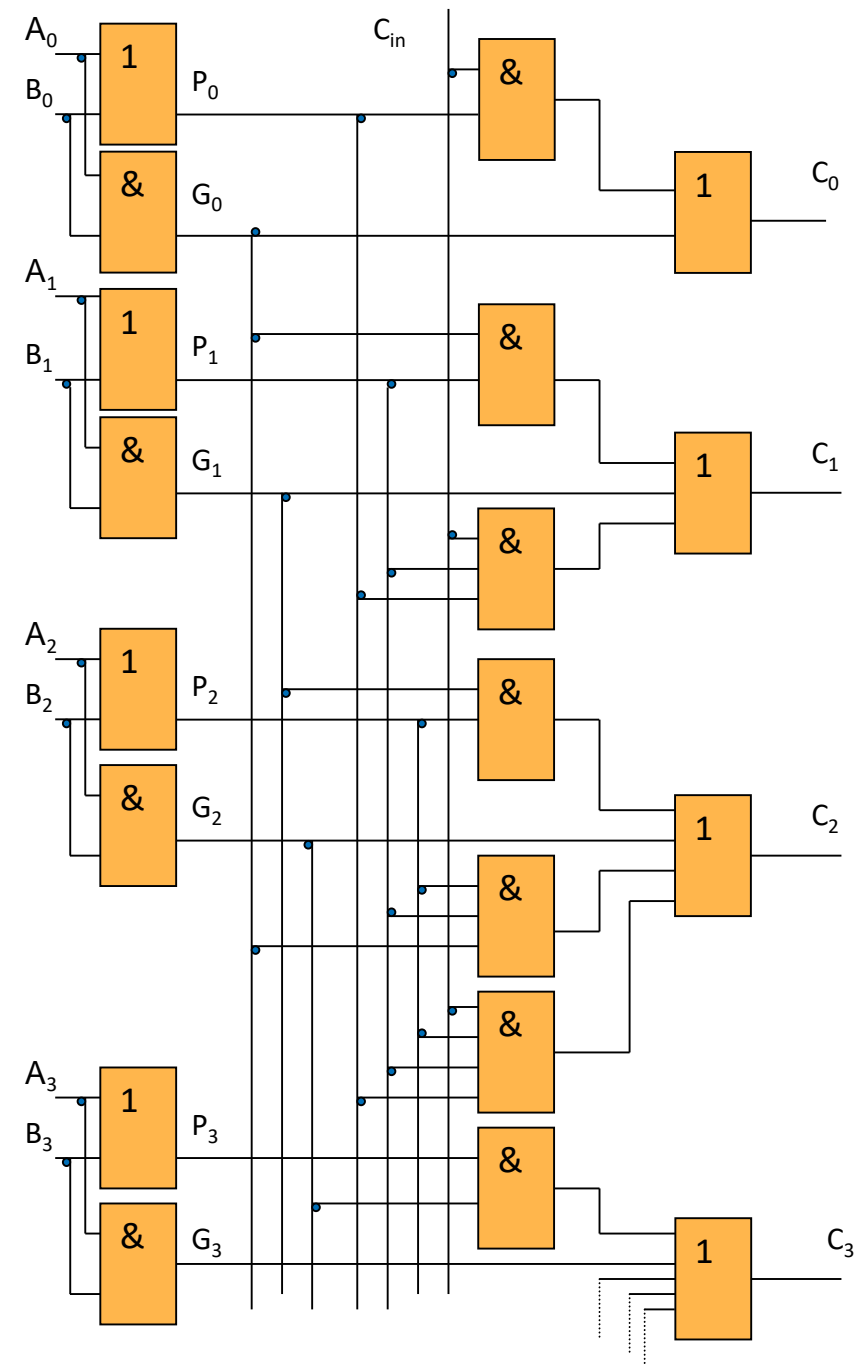 A₀
C_in
1
&
B₀
P₀
&
G₀
1
C₀
A₁
1
&
B₁
P₁
&
G₁
1
C₁
&
A₂
1
&
B₂
P₂
&
G₂
1
C₂
&
&
A₃
1
P₃
B₃
&
&
G₃
1
C₃